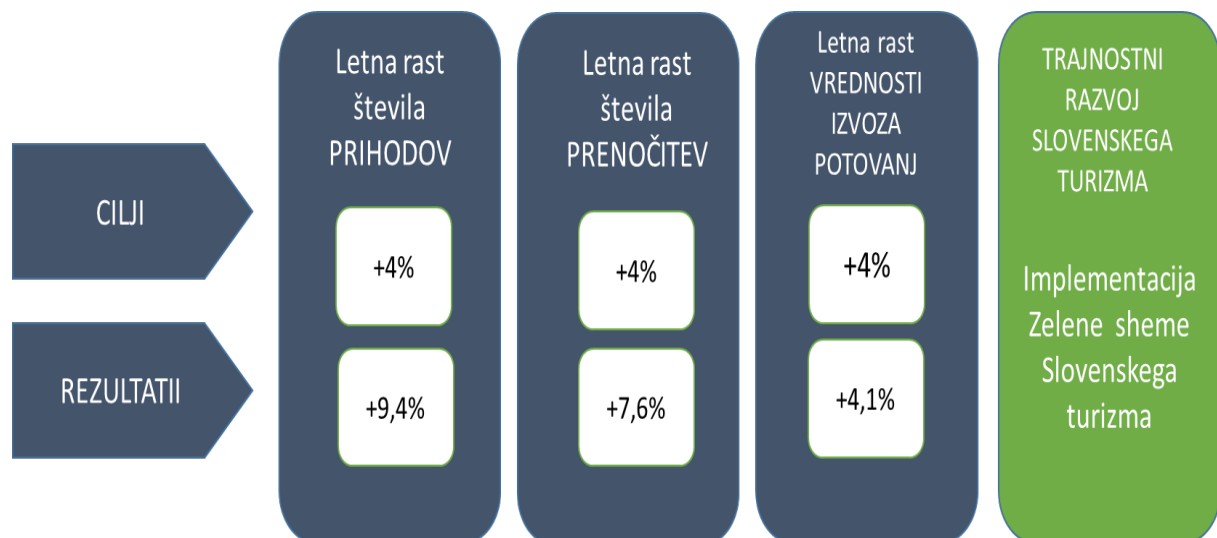 Letna rast
števila
PRIHODOV
Letna rast
števila
PRENOČITEV
Letna rast
VREDNOSTI
IZVOZA
POTOVANJ
TRAJNOSTNI
RAZVOJ
SLOVENSKEGA
TURIZMA
CILJI
+4%
+4%
+4%
Implementacija
Zelene sheme
Slovenskega
turizma
REZULTATII
+9,4%
+7,6%
+4,1%